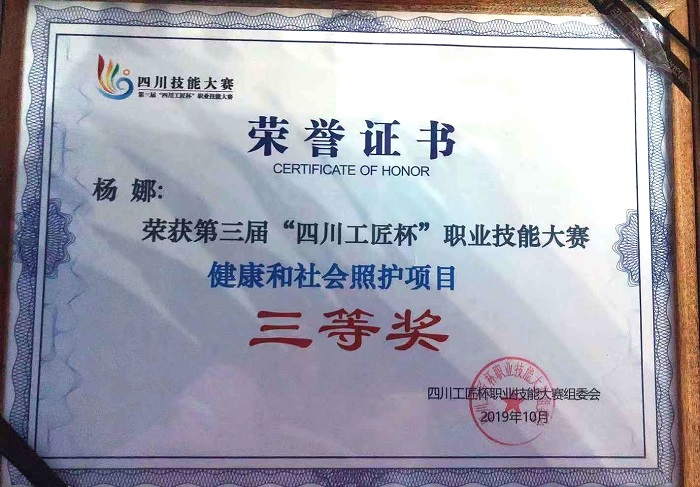 四川技能大赛
第三届“四川工匠杯”职业技能大赛
荣誉证书
CERTIFICATE OF HONOR
杨 娜:
荣获第三届“四川工匠杯”职业技能大赛
健康和社会照护项目
三等奖
四川工匠杯职业技能大赛组委会
2019年10月